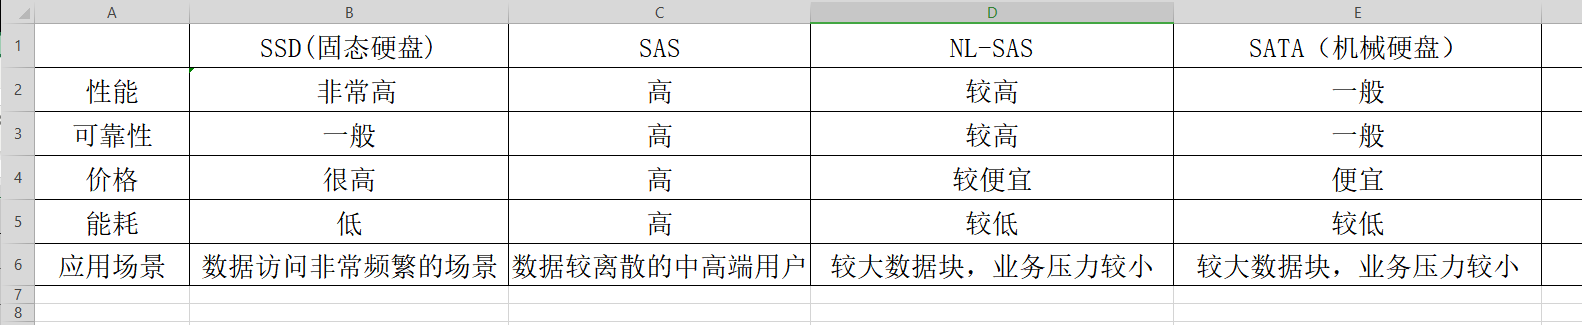 A B C D E
1 SSD(固态硬盘) SAS NL-SAS SATA（机械硬盘）
2 性能 非常高 高 较高 一般
3 可靠性 一般 高 较高 一般
4 价格 很高 高 较便宜 便宜
5 能耗 低 高 较低 较低
6 应用场景 数据访问非常频繁的场景 数据较离散的中高端用户 较大数据块，业务压力较小 较大数据块，业务压力较小
7
8